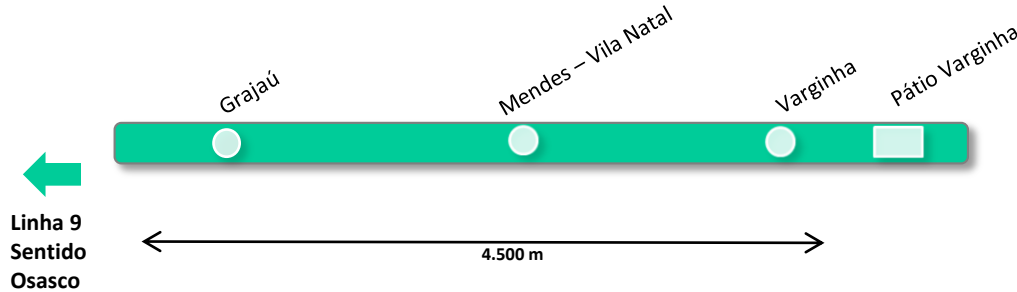 Grajaú
Mendes – Vila Natal
Varginha
Pátio Varginha
Linha 9
Sentido
Osasco
4.500 m